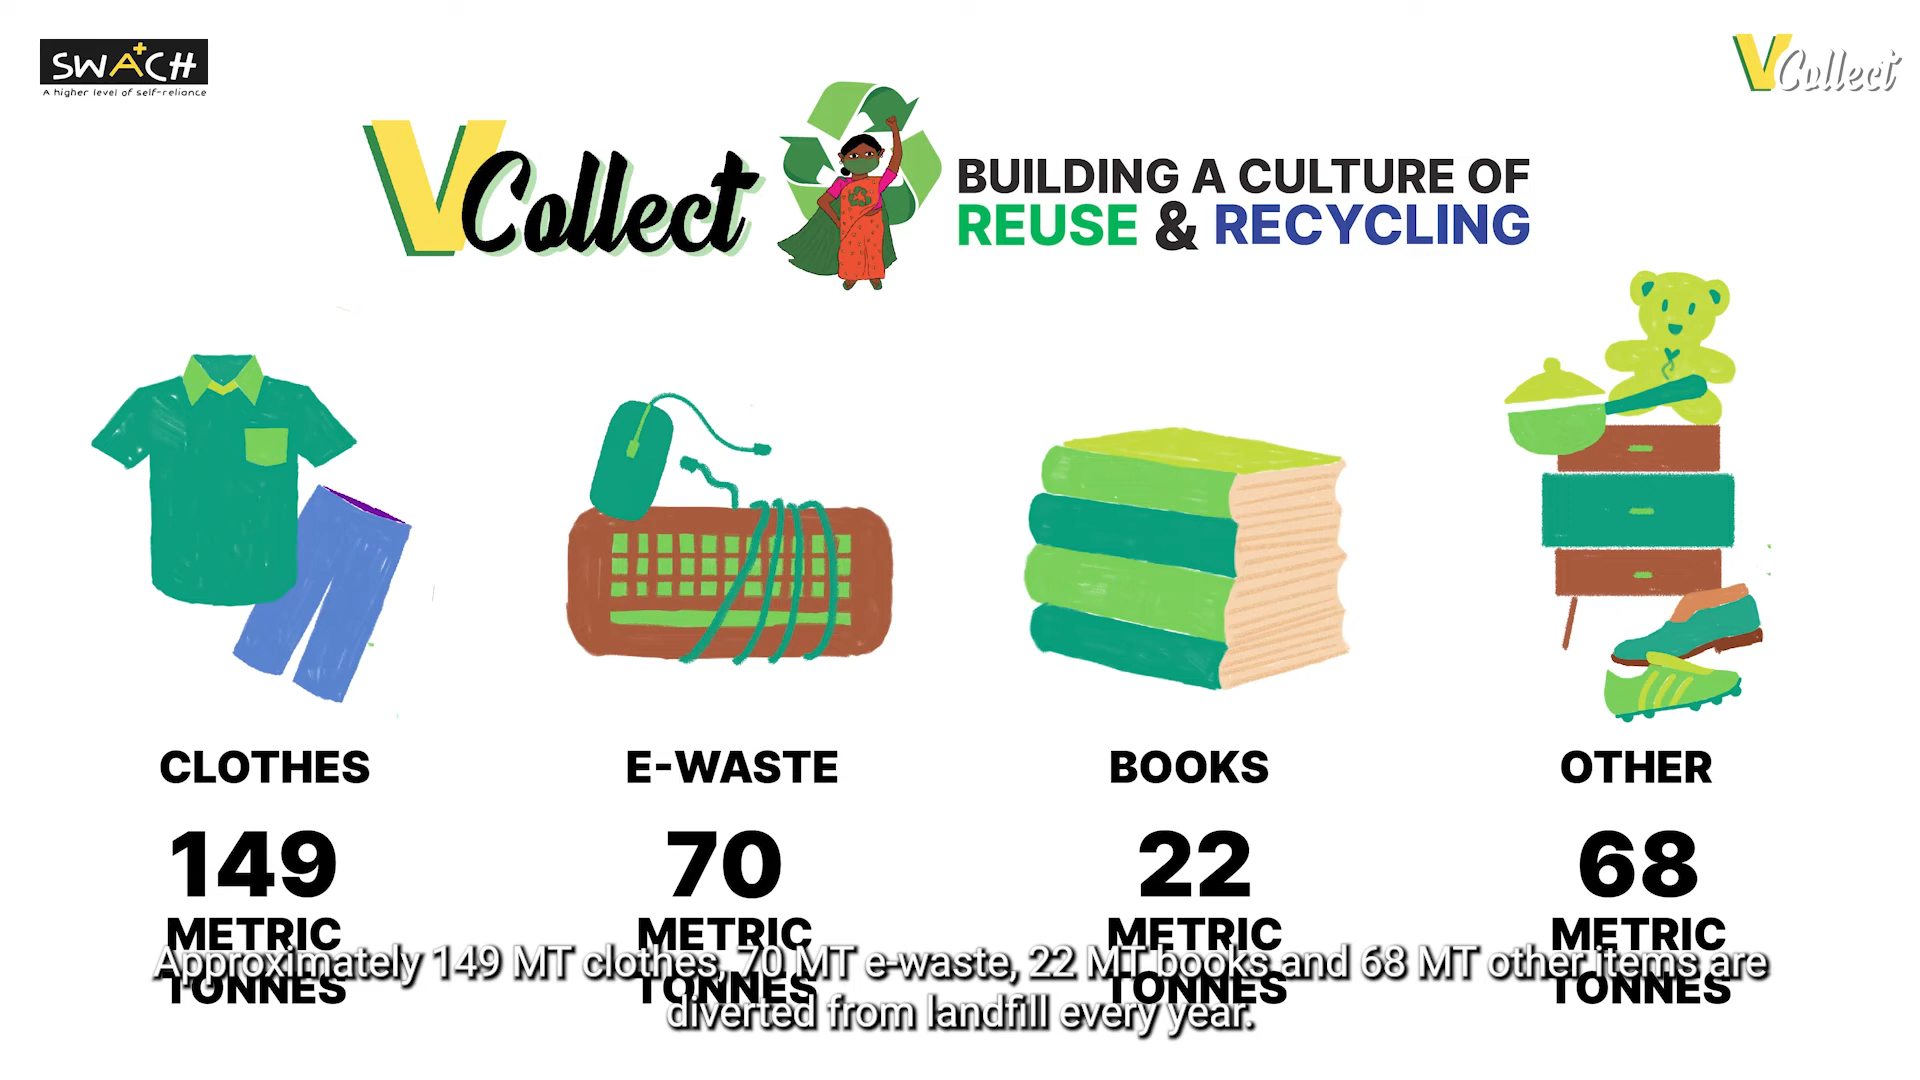 SWACH+
A higher level of self-reliance
VCollect
VCollect
BUILDING A CULTURE OF
REUSE & RECYCLING
CLOTHES
E-WASTE
BOOKS
OTHER
149
METRIC
TONNES
70
METRIC
TONNES
22
METRIC
TONNES
68
METRIC
TONNES
Approximately 149 MT clothes, 70 MT e-waste, 22 MT books and 68 MT other items are
diverted from landfill every year.